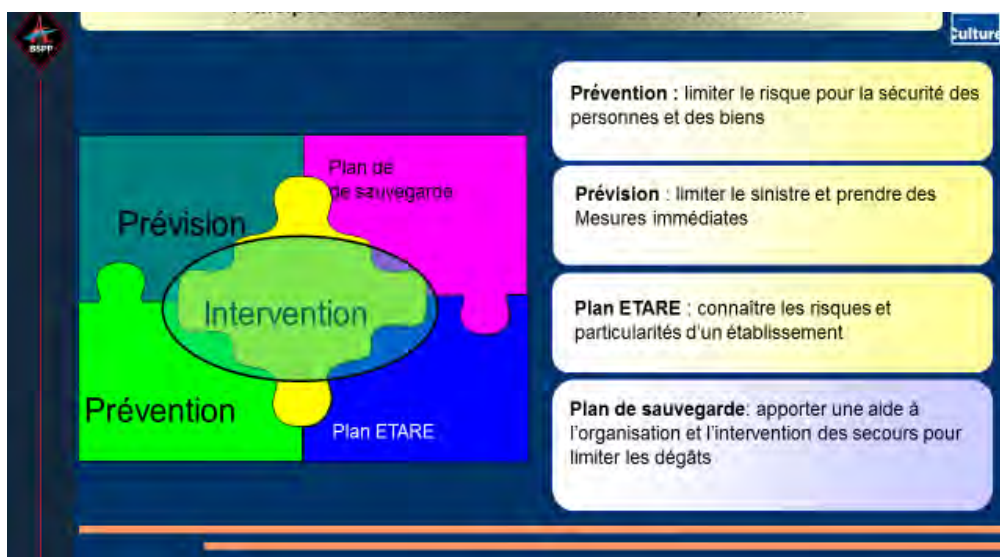 BSPP
Culture
Plan de
de sauvegarde
Prévision
Intervention
Prévention
Plan ETARE
Prévention : limiter le risque pour la sécurité des
personnes et des biens
Prévision : limiter le sinistre et prendre des
Mesures immédiates
Plan ETARE : connaître les risques et
particularités d'un établissement
Plan de sauvegarde: apporter une aide à
l'organisation et l'intervention des secours pour
limiter les dégâts